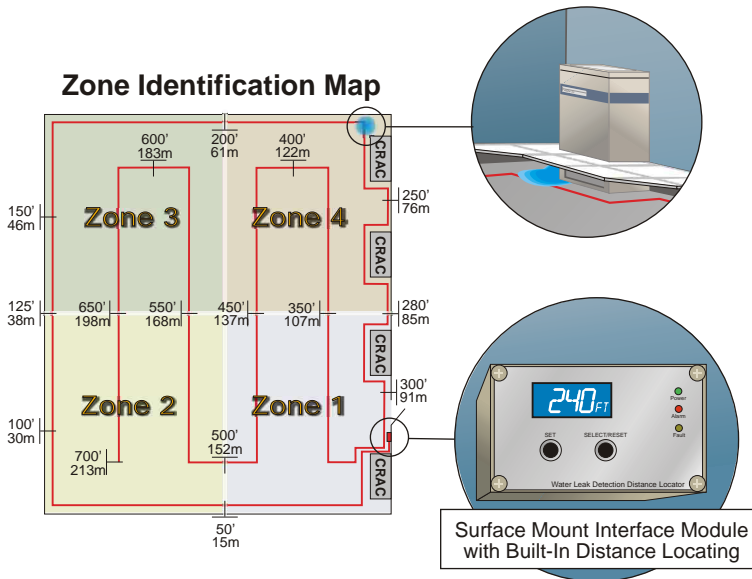 Zone Identification Map
600'
183m
200'
61m
400'
122m
CRAC
150'
46m
Zone 3
Zone 4
250'
76m
CRAC
125'
38m
650'
198m
550'
168m
450'
137m
350'
107m
280'
85m
CRAC
Zone 2
Zone 1
300'
91m
100'
30m
700'
213m
500'
152m
CRAC
50'
15m
240 FT
Power
Alarm
Fault
SET
SELECT/RESET
Water Leak Detection Distance Locator
Surface Mount Interface Module
with Built-In Distance Locating